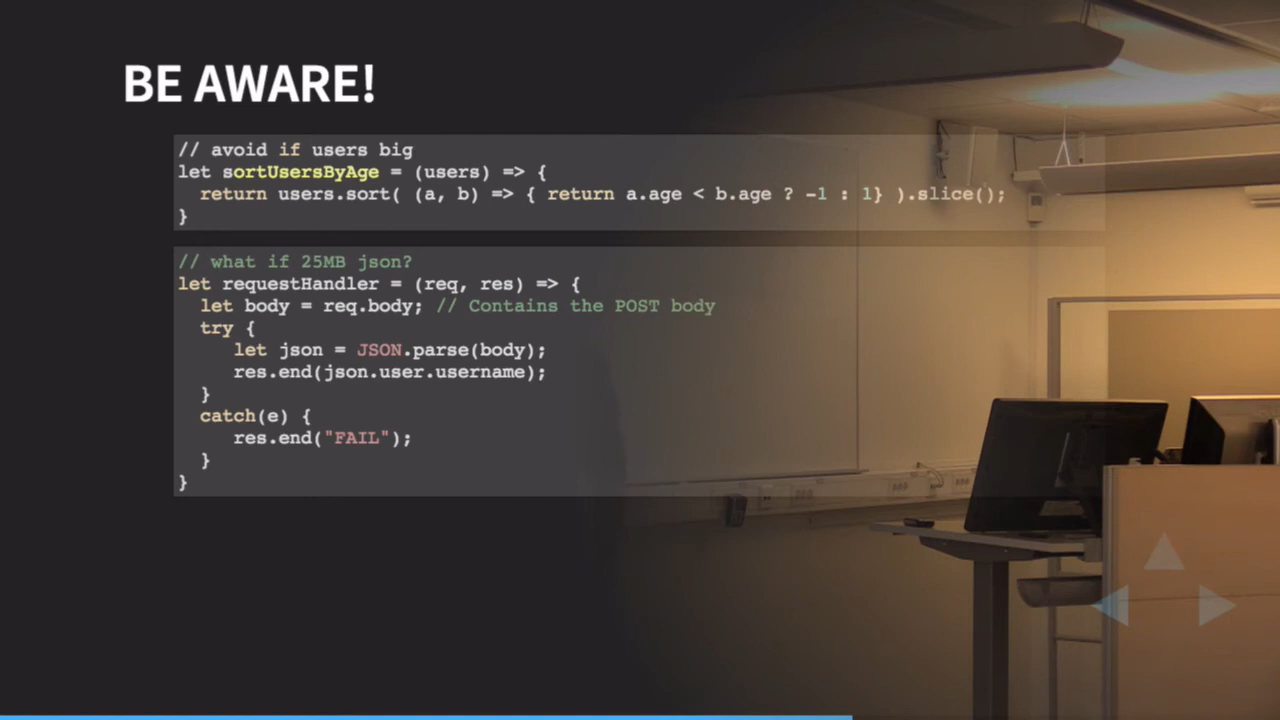 BE AWARE!
// avoid if users big
let sortUsersByAge = (users) => {
  return users.sort( (a, b) => { return a.age < b.age ? -1 : 1} ).slice();
}
// what if 25MB json?
let requestHandler = (req, res) => {
  let body = req.body; // Contains the POST body
  try {
     let json = JSON.parse(body);
     res.end(json.user.username);
  }
  catch(e) {
     res.end("FAIL");
  }
}